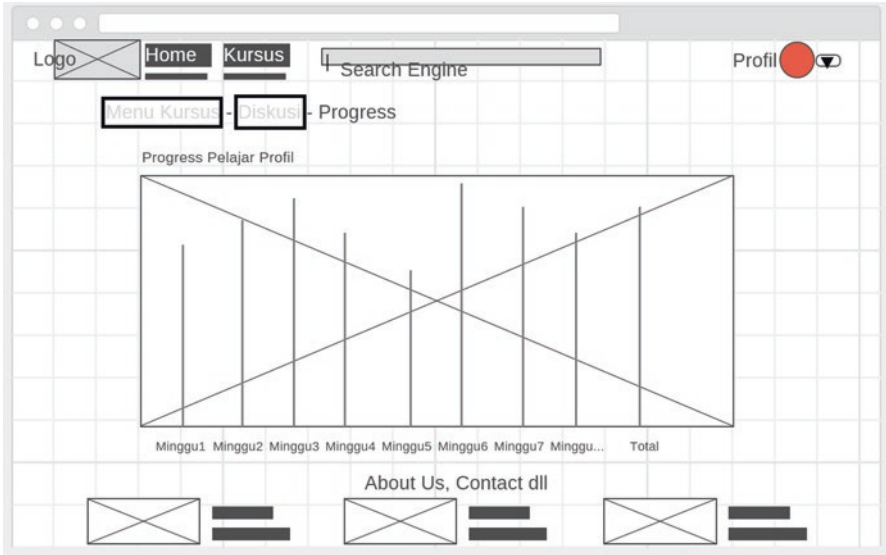 Logo Home Kursus Search Engine Profil
Menu Kursus - Diskusi - Progress
Progress Pelajar Profil
Minggu1 Minggu2 Minggu3 Minggu4 Minggu5 Minggu6 Minggu7 Minggu... Total
About Us, Contact dll